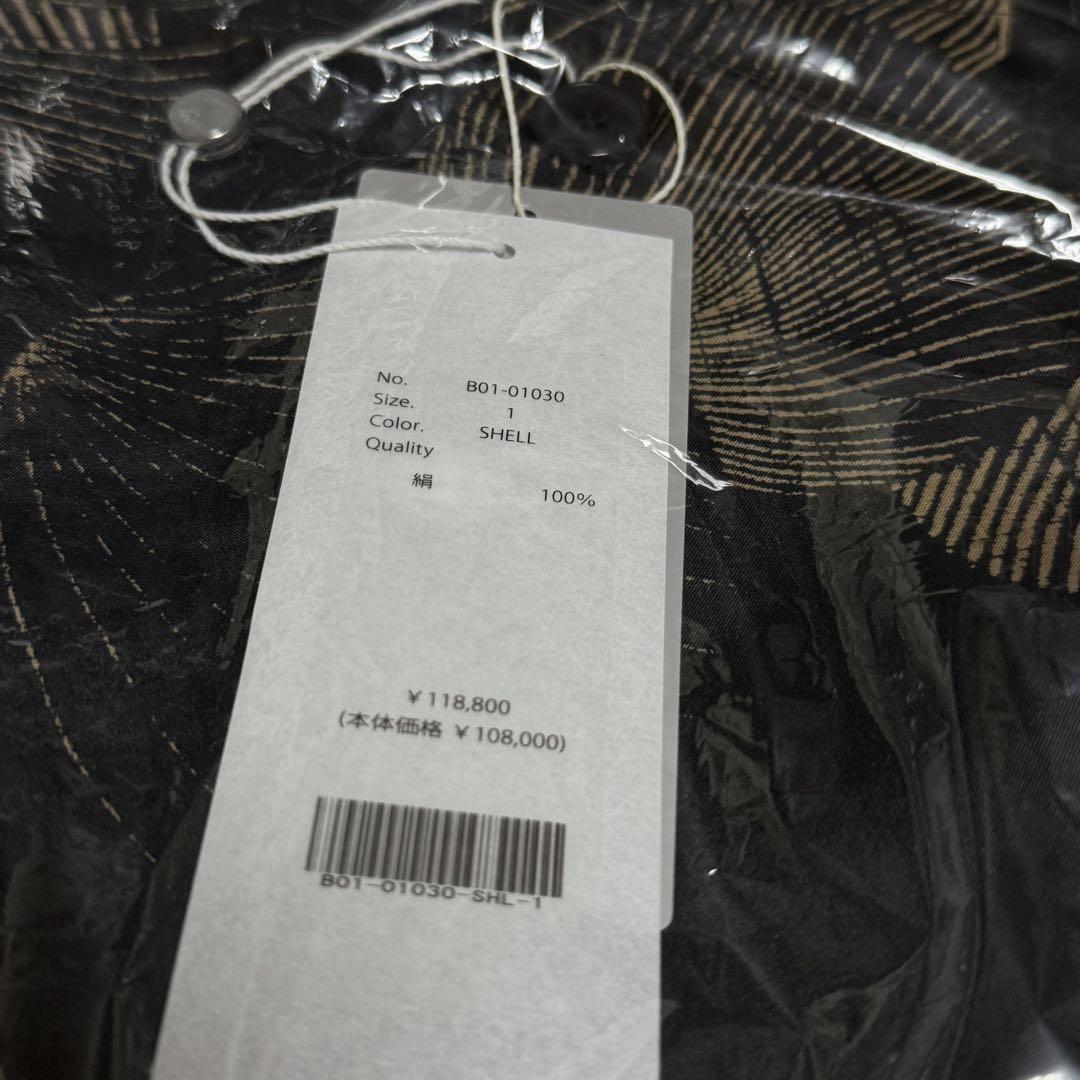 No. B01-01030
Size. 1
Color. SHELL
Quality
絹 100%
¥118,800
(本体価格 ¥108,000)
B01-01030-SHL-1